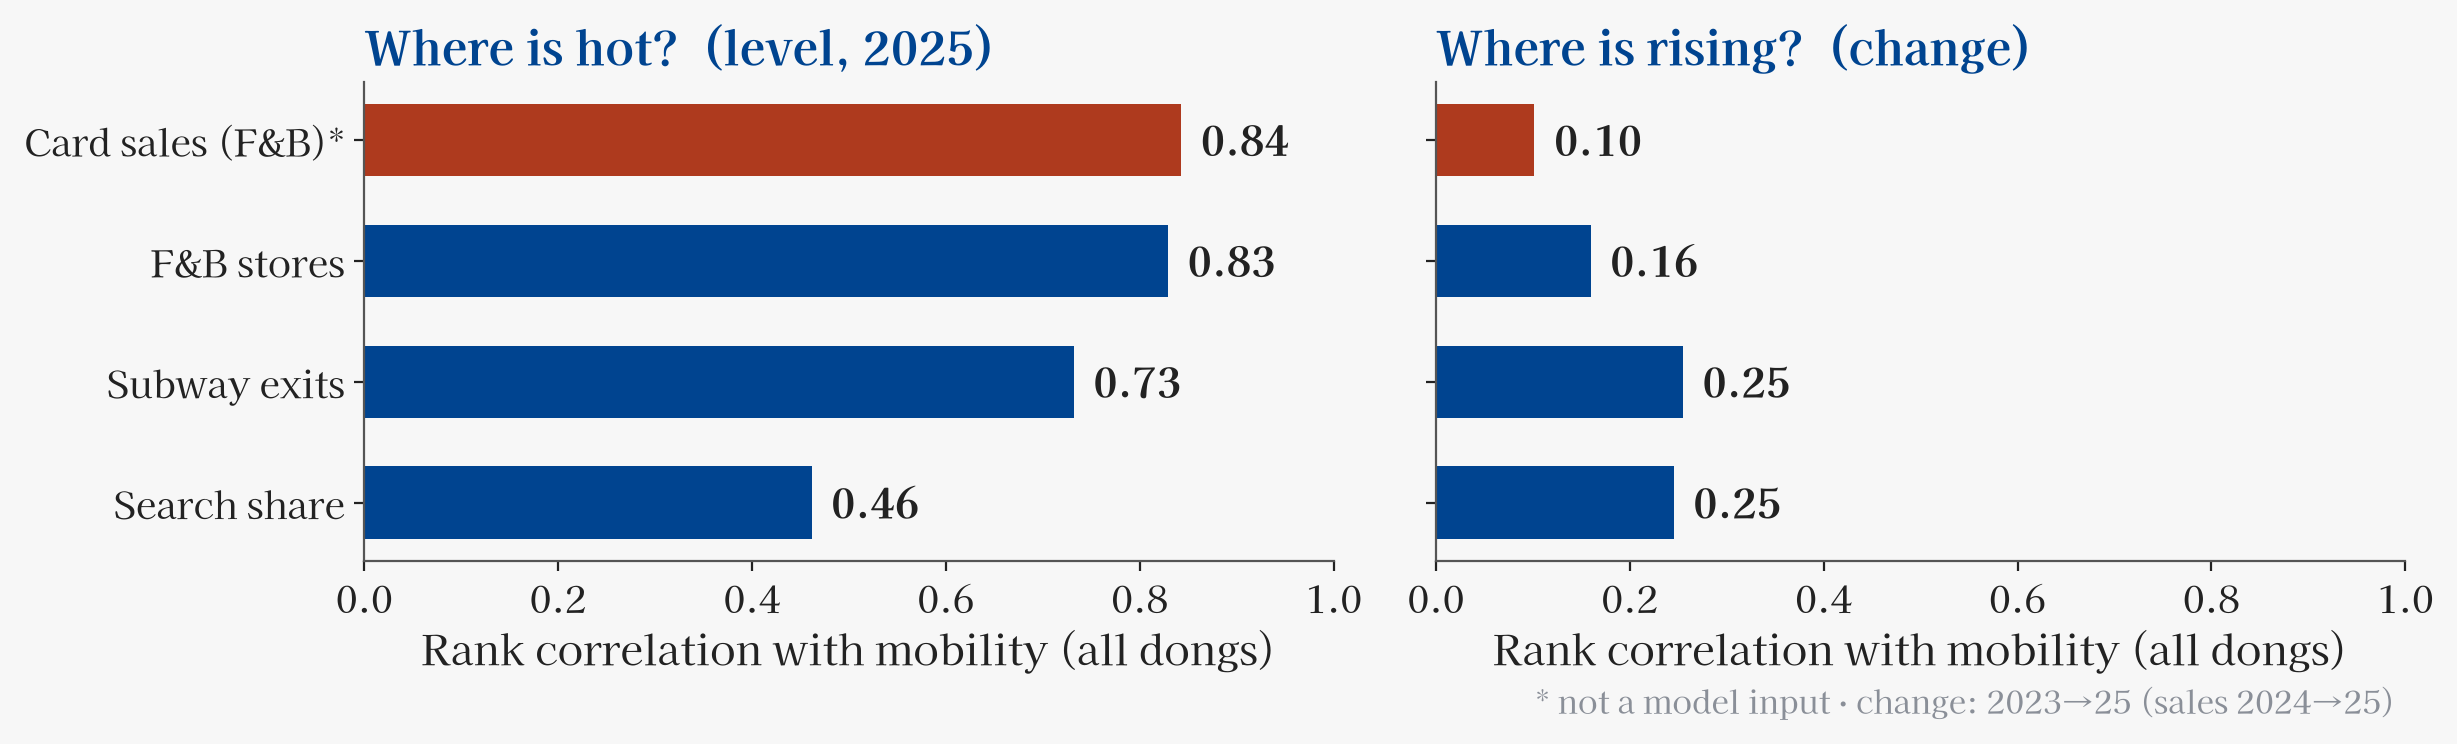 Where is hot? (level, 2025)
Card sales (F&B)*
0.84
F&B stores
0.83
Subway exits
0.73
Search share
0.46
0.0 0.2 0.4 0.6 0.8 1.0
Rank correlation with mobility (all dongs)
Where is rising? (change)
0.10
0.16
0.25
0.25
0.0 0.2 0.4 0.6 0.8 1.0
Rank correlation with mobility (all dongs)
* not a model input · change: 2023→25 (sales 2024→25)